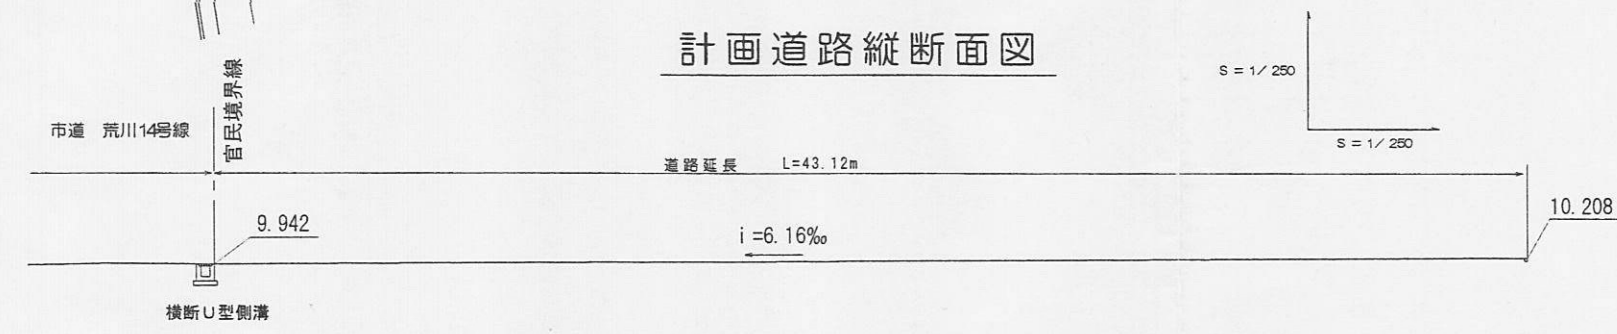 計画道路縦断面図
S = 1/250
S = 1/250
市道 荒川14号線
官民境界線
道路延長 L=43.12m
9.942
i =6.16‰
10.208
横断U型側溝